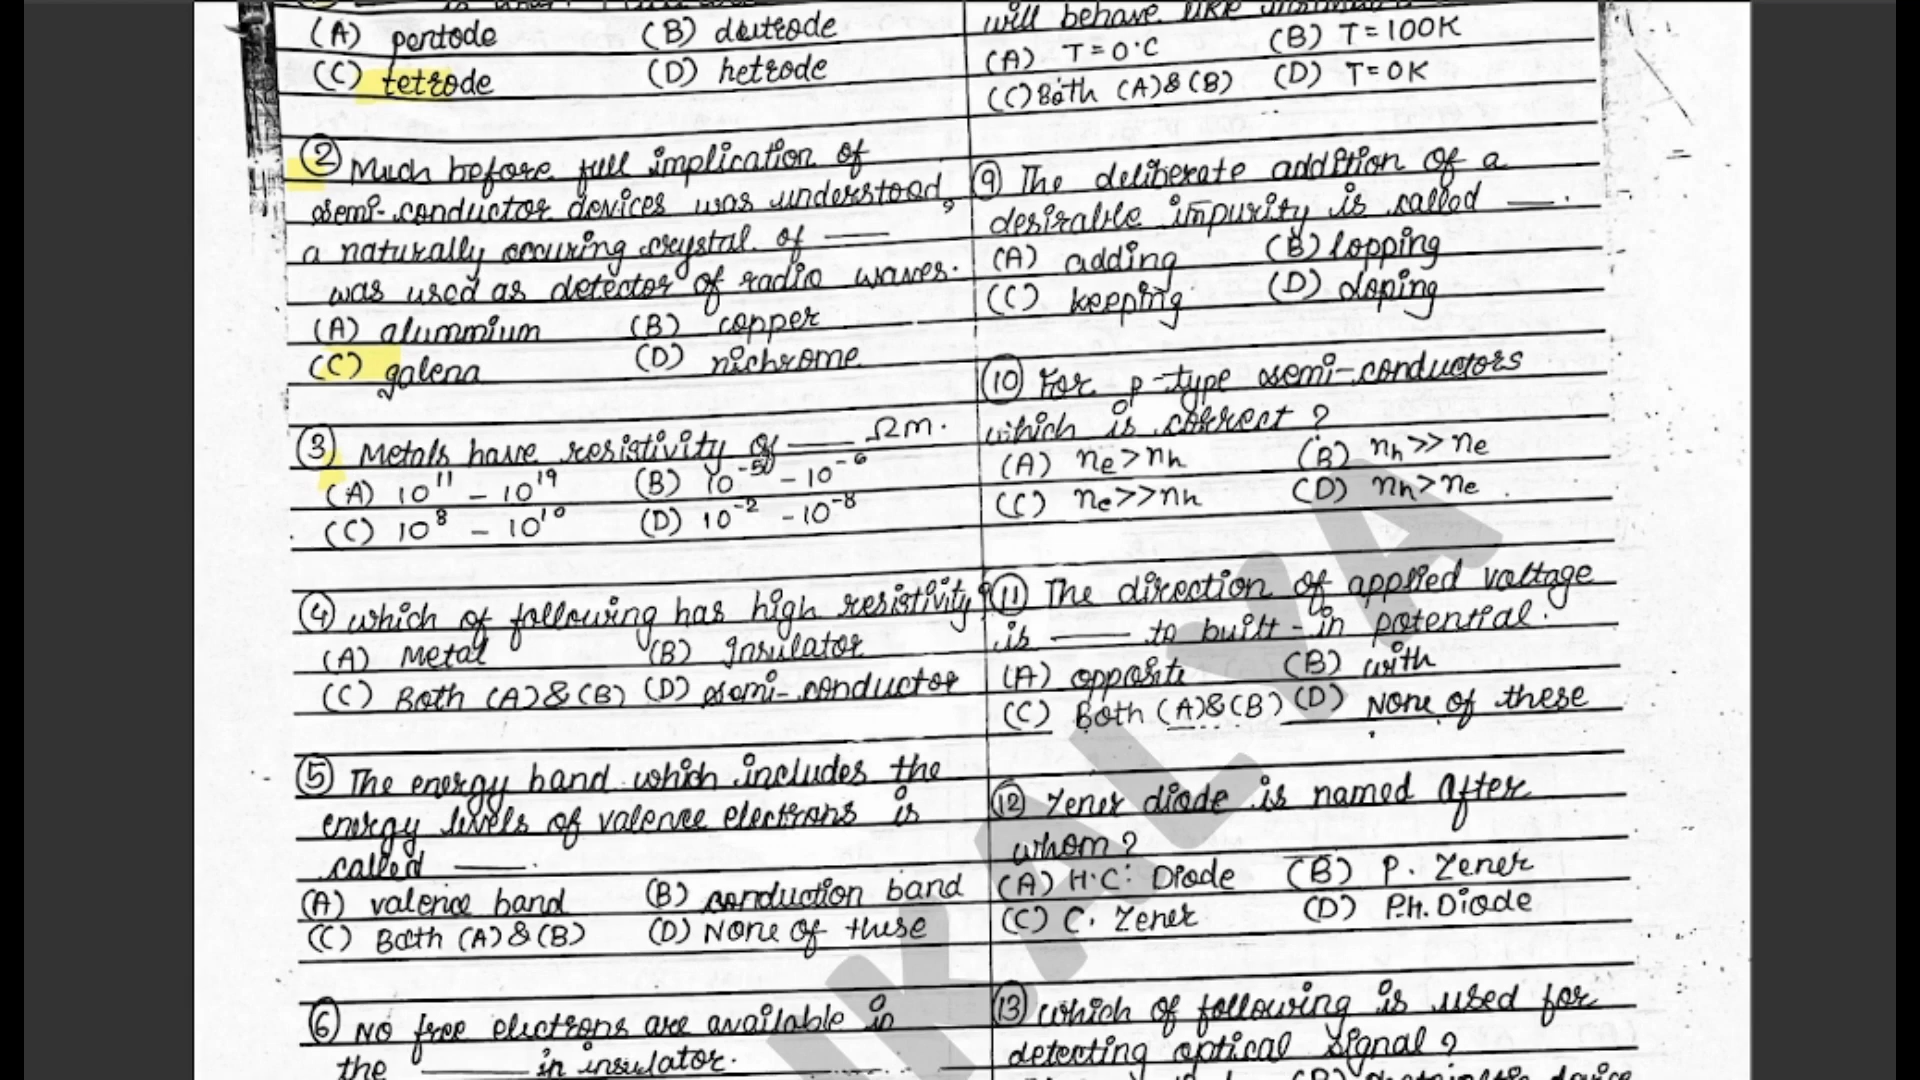 (A) pentode (B) deutrode
(C) tetrode (D) hetrode
② Much before full implication of
semi-conductor devices was understood,
a naturally occuring crystal of ——
was used as detector of radio waves.
(A) alummium (B) copper
(C) galena (D) nichrome
③ Metals have resistivity of —— Ωm.
(A) 10¹¹ – 10¹⁹ (B) 10⁻⁵ – 10⁻⁶
(C) 10⁸ – 10¹⁰ (D) 10⁻² – 10⁻⁸
④ which of following has high resistivity?
(A) Metal (B) Insulator
(C) Both (A)&(B) (D) semi-conductor
⑤ The energy band which includes the
energy levels of valence electrons is
called ——.
(A) valence band (B) conduction band
(C) Both (A)&(B) (D) None of these
⑥ No free electrons are available in
the —— in insulator.
will behave like
(A) T=0°C (B) T=100K
(C) Both (A)&(B) (D) T=0K
⑨ The deliberate addition of a
desirable impurity is called ——.
(A) adding (B) lopping
(C) keeping (D) doping
⑩ For p-type semi-conductors
which is correct?
(A) ne>nh (B) nh>>ne
(C) ne>>nh (D) nh>ne
⑪ The direction of applied voltage
is —— to built-in potential.
(A) opposite (B) with
(C) Both (A)&(B) (D) None of these
⑫ Zener diode is named after
whom?
(A) H.C. Diode (B) P. Zener
(C) C. Zener (D) P.H. Diode
⑬ which of following is used for
detecting optical signal?